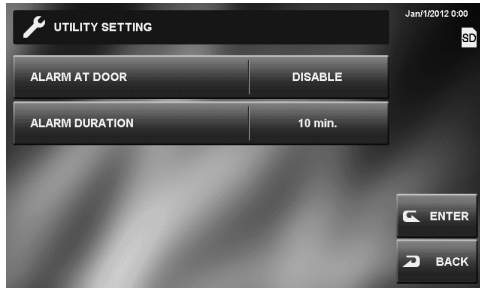 Jan/1/2012 0:00
UTILITY SETTING
SD
ALARM AT DOOR DISABLE
ALARM DURATION 10 min.
ENTER
BACK